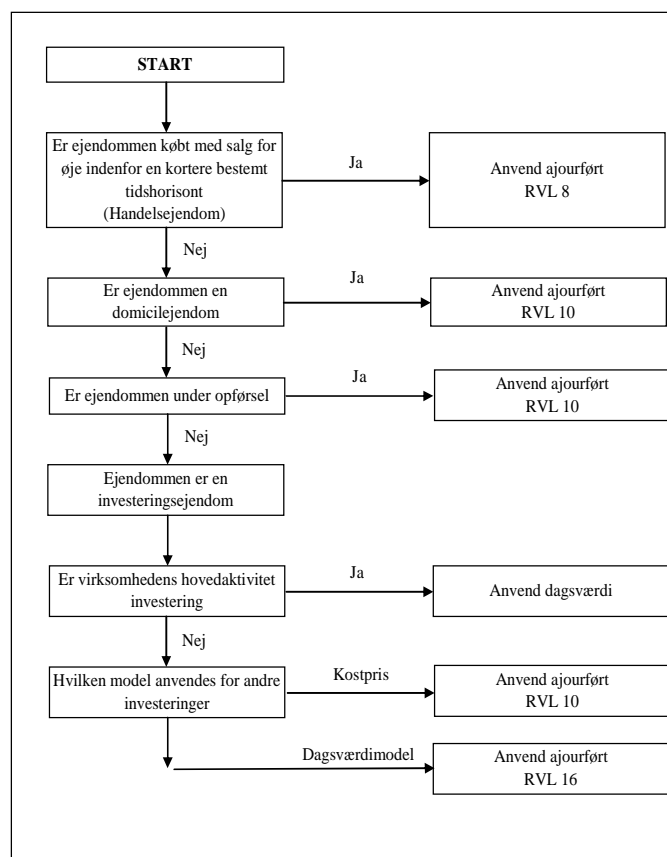 START
Er ejendommen købt med salg for
øje indenfor en kortere bestemt
tidshorisont
(Handelsejendom)
Ja
Anvend ajourført
RVL 8
Nej
Er ejendommen en
domicilejendom
Ja
Anvend ajourført
RVL 10
Nej
Er ejendommen under opførsel
Ja
Anvend ajourført
RVL 10
Nej
Ejendommen er en
investeringsejendom
Er virksomhedens hovedaktivitet
investering
Ja
Anvend dagsværdi
Nej
Hvilken model anvendes for andre
investeringer
Kostpris
Anvend ajourført
RVL 10
Dagsværdimodel
Anvend ajourført
RVL 16